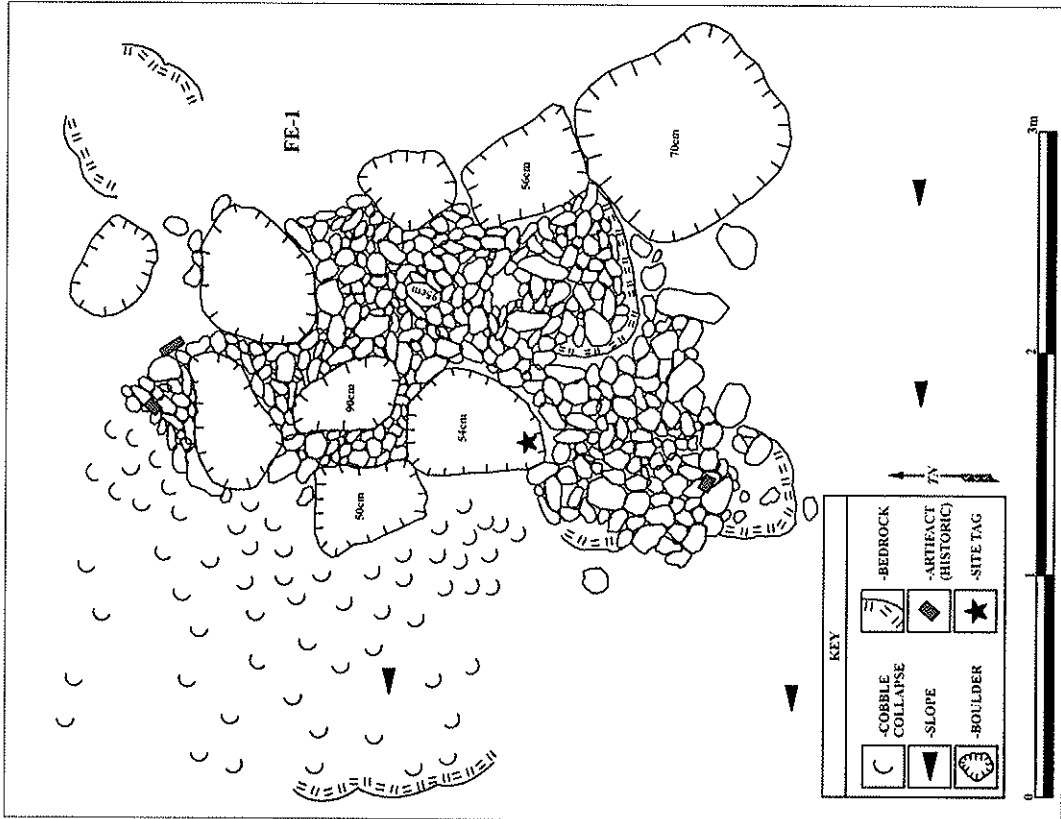 FE-1
70cm
56cm
95cm
90cm
54cm
50cm
TN
KEY
-COBBLE
COLLAPSE
-BEDROCK
-SLOPE
-ARTIFACT
(HISTORIC)
-BOULDER
-SITE TAG
0
1
2
3m